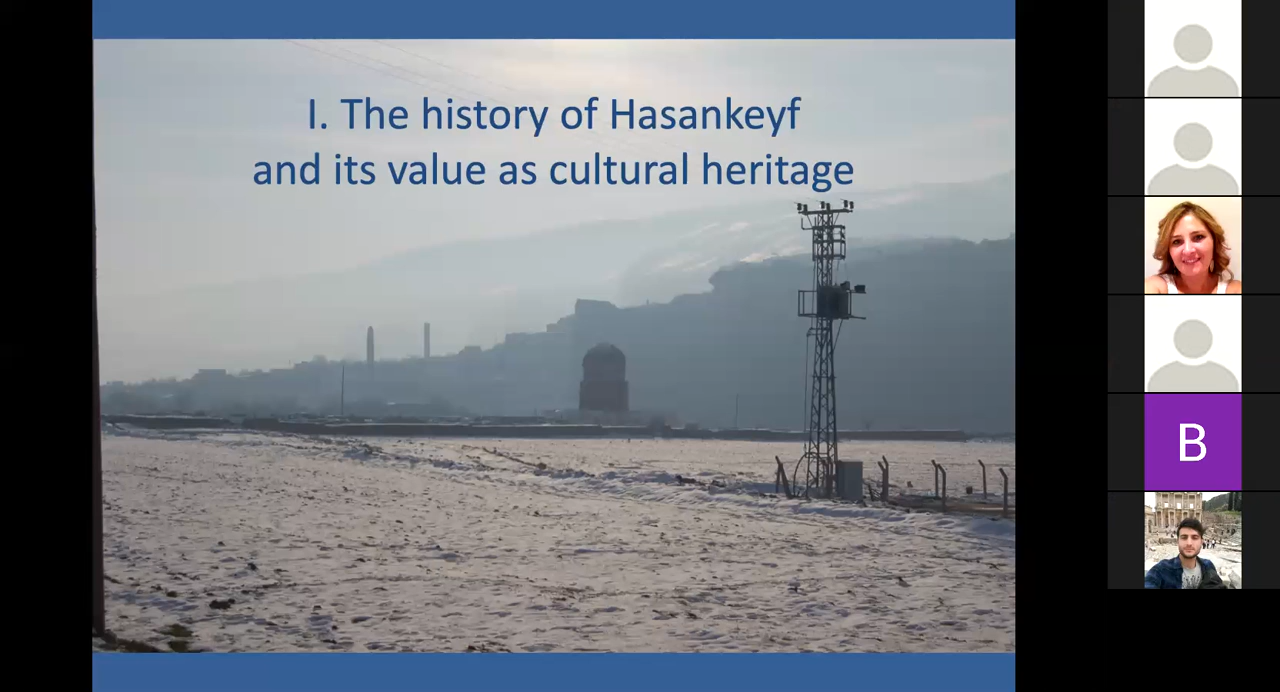 I. The history of Hasankeyf
and its value as cultural heritage
B